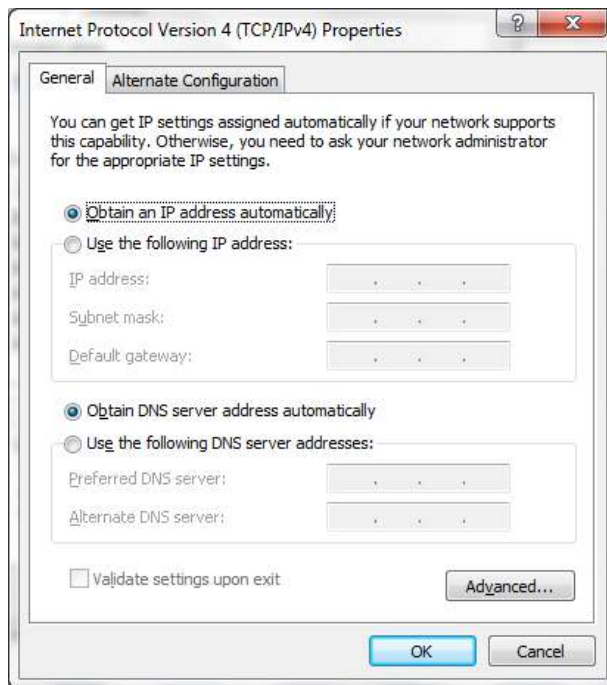 Internet Protocol Version 4 (TCP/IPv4) Properties
?
X
General
Alternate Configuration
You can get IP settings assigned automatically if your network supports
this capability. Otherwise, you need to ask your network administrator
for the appropriate IP settings.
Obtain an IP address automatically
Use the following IP address:
IP address:
Subnet mask:
Default gateway:
Obtain DNS server address automatically
Use the following DNS server addresses:
Preferred DNS server:
Alternate DNS server:
Validate settings upon exit
Advanced...
OK
Cancel